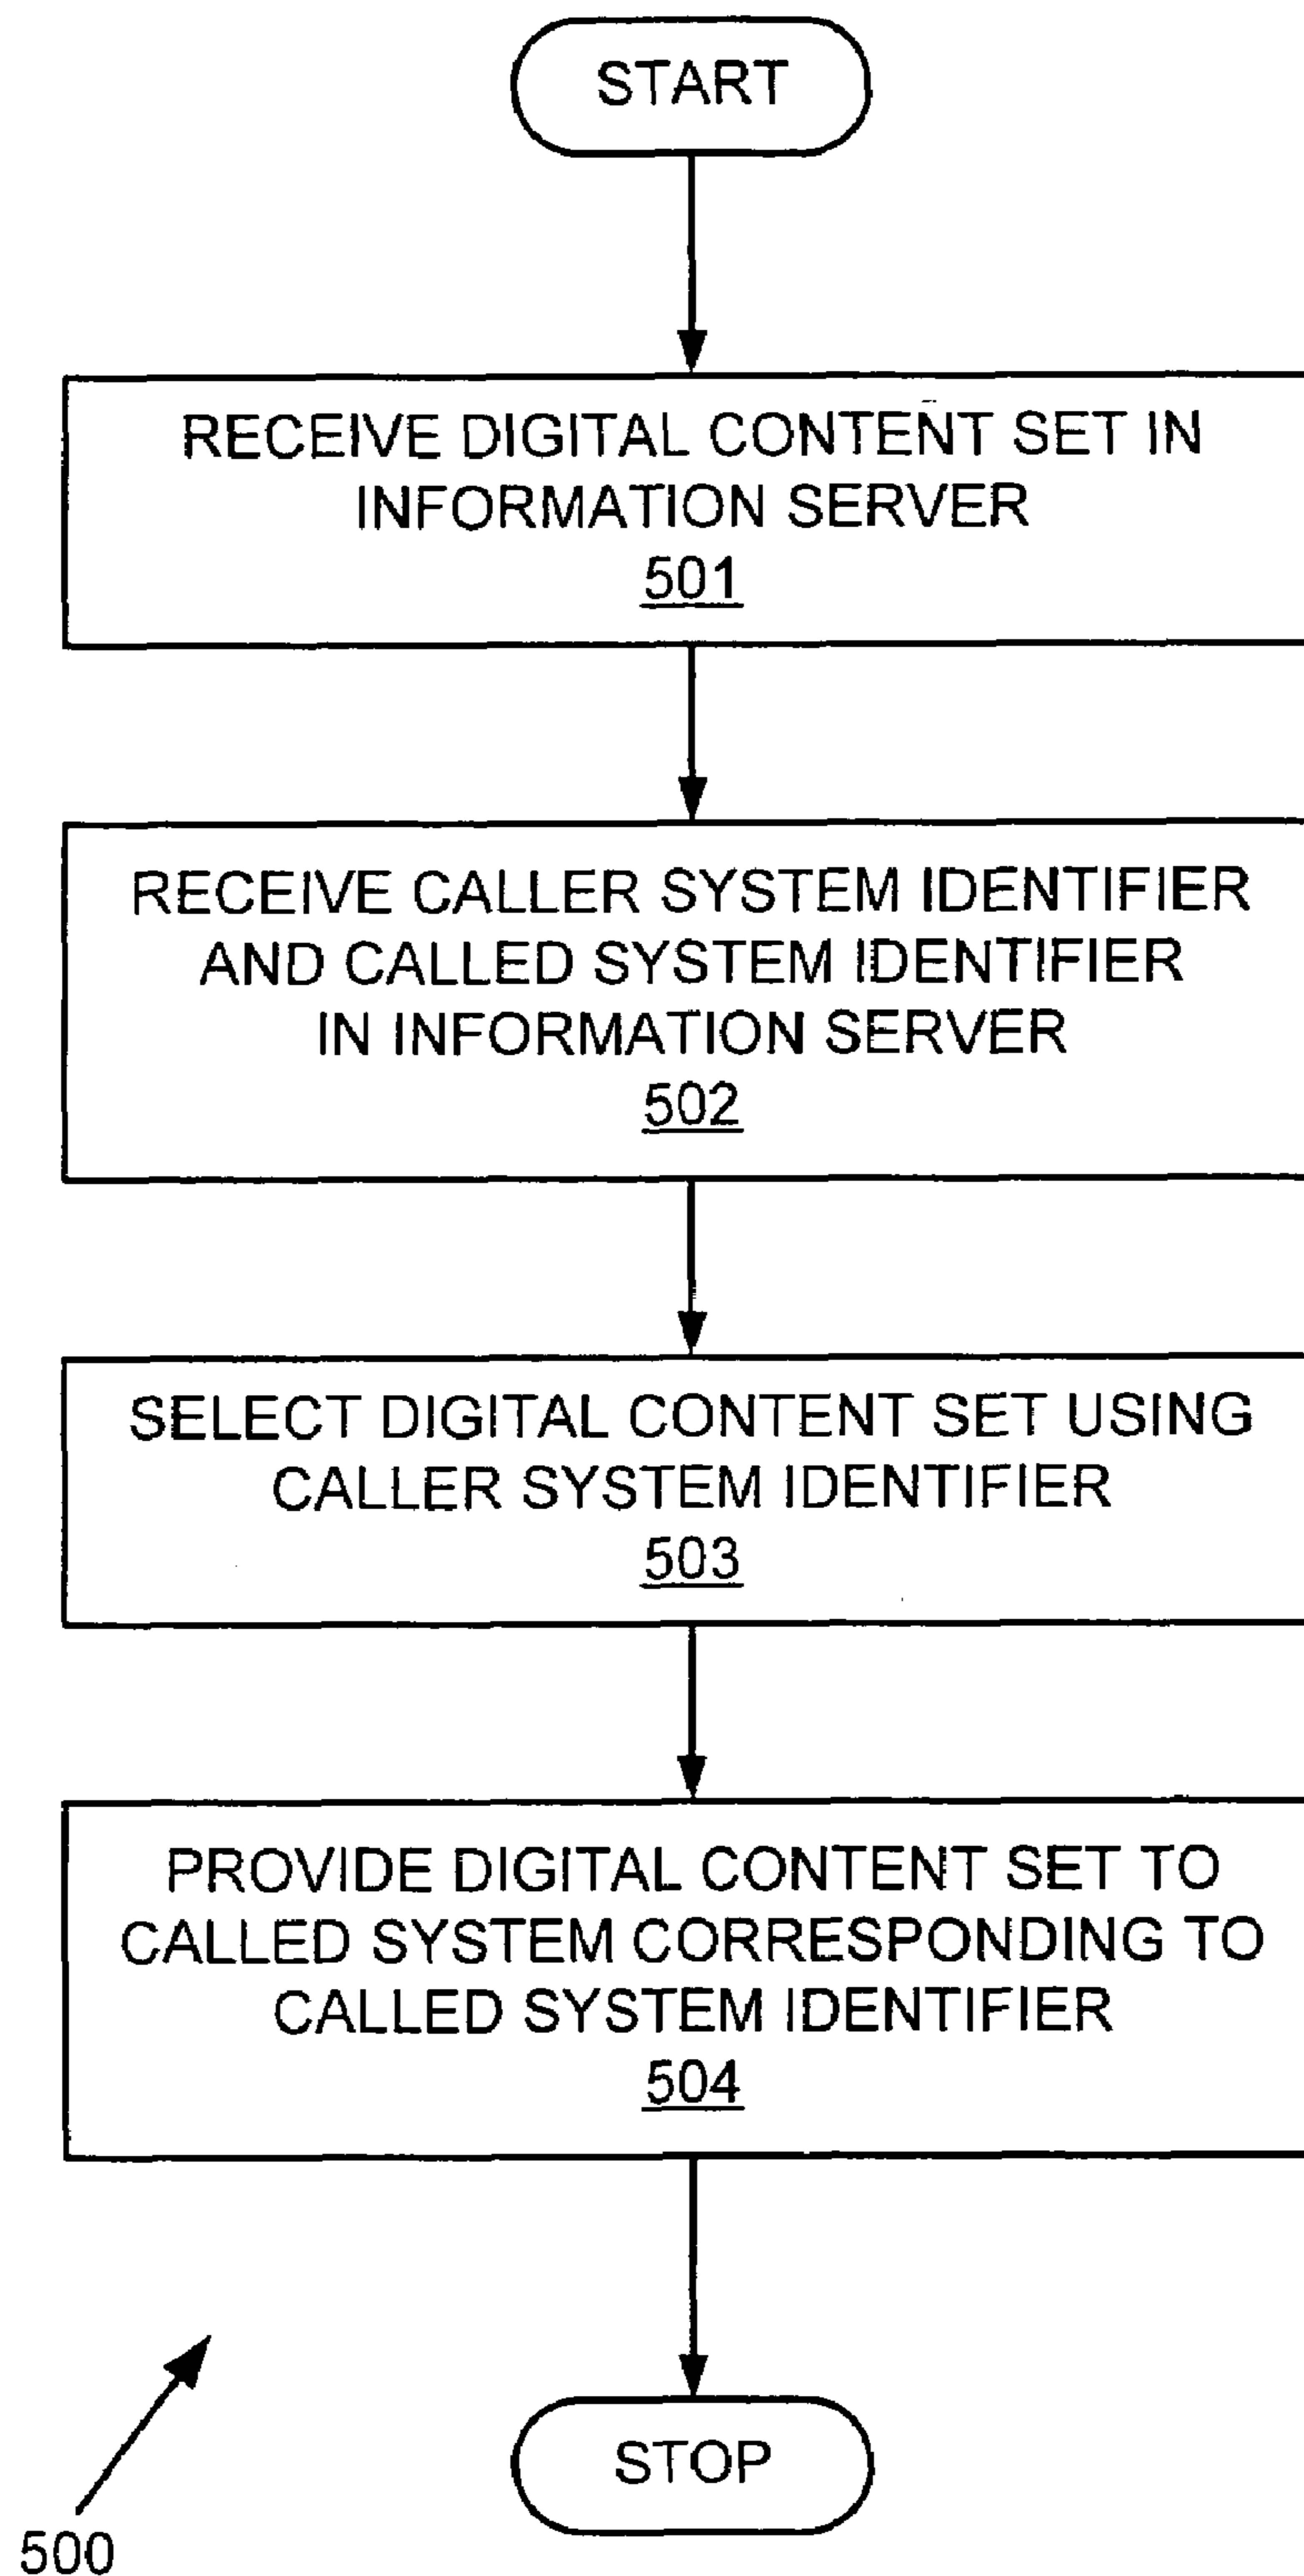 START
RECEIVE DIGITAL CONTENT SET IN
INFORMATION SERVER
501
RECEIVE CALLER SYSTEM IDENTIFIER
AND CALLED SYSTEM IDENTIFIER
IN INFORMATION SERVER
502
SELECT DIGITAL CONTENT SET USING
CALLER SYSTEM IDENTIFIER
503
PROVIDE DIGITAL CONTENT SET TO
CALLED SYSTEM CORRESPONDING TO
CALLED SYSTEM IDENTIFIER
504
STOP
500